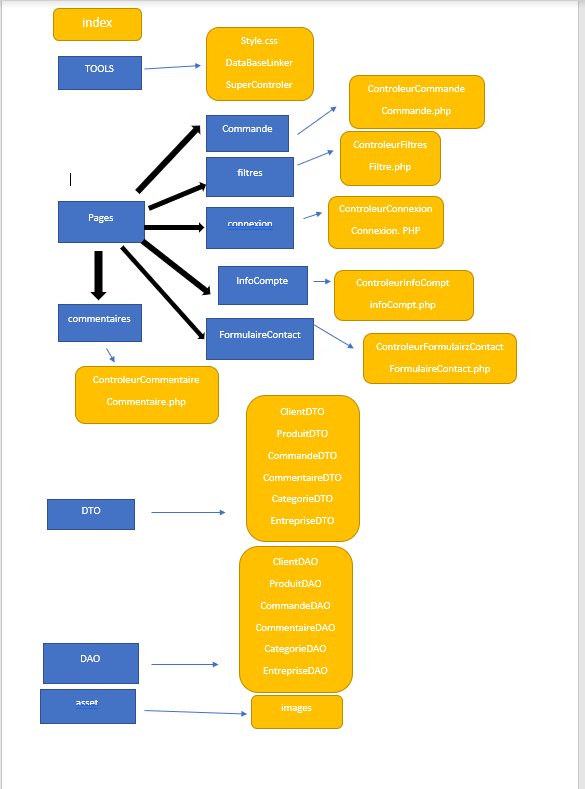 index
TOOLS
Style.css
DataBaseLinker
SuperControler
Commande
ControleurCommande
Commande.php
filtres
ControleurFiltres
Filtre.php
Pages
connexion
ControleurConnexion
Connexion. PHP
InfoCompte
ControleurInfoCompt
infoCompt.php
commentaires
FormulaireContact
ControleurFormulairzContact
FormulaireContact.php
ControleurCommentaire
Commentaire.php
DTO
ClientDTO
ProduitDTO
CommandeDTO
CommentaireDTO
CategorieDTO
EntrepriseDTO
DAO
ClientDAO
ProduitDAO
CommandeDAO
CommentaireDAO
CategorieDAO
EntrepriseDAO
asset
images